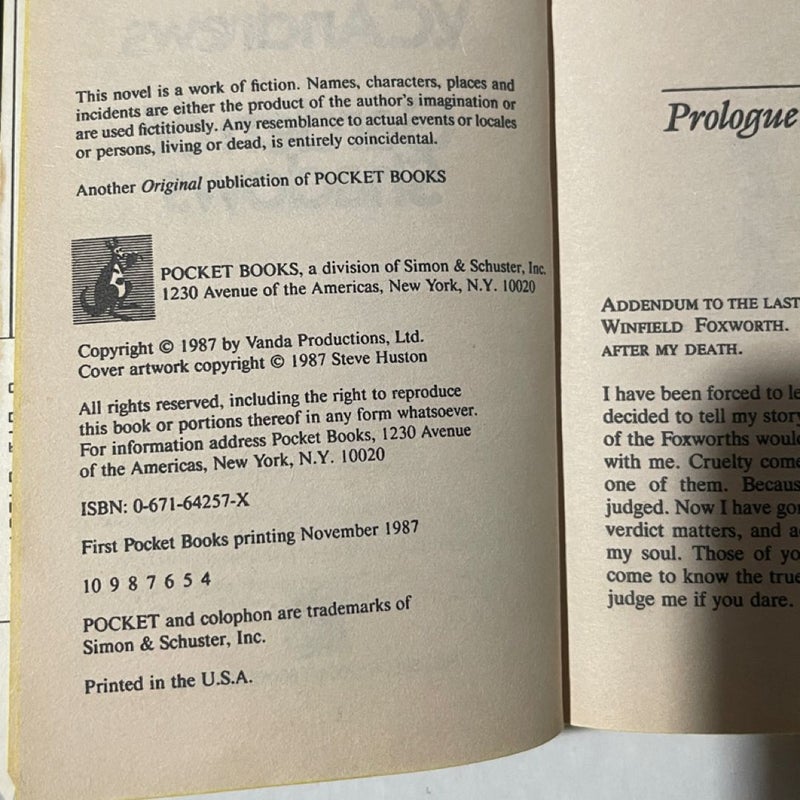 This novel is a work of fiction. Names, characters, places and
incidents are either the product of the author's imagination or
are used fictitiously. Any resemblance to actual events or locales
or persons, living or dead, is entirely coincidental.
Another Original publication of POCKET BOOKS
POCKET BOOKS, a division of Simon & Schuster, Inc.
1230 Avenue of the Americas, New York, N.Y. 10020
Copyright © 1987 by Vanda Productions, Ltd.
Cover artwork copyright © 1987 Steve Huston
All rights reserved, including the right to reproduce
this book or portions thereof in any form whatsoever.
For information address Pocket Books, 1230 Avenue
of the Americas, New York, N.Y. 10020
ISBN: 0-671-64257-X
First Pocket Books printing November 1987
10 9 8 7 6 5 4
POCKET and colophon are trademarks of
Simon & Schuster, Inc.
Printed in the U.S.A.
Prologue
ADDENDUM TO THE LAST
WINFIELD FOXWORTH.
AFTER MY DEATH.
I have been forced to le
decided to tell my story
of the Foxworths would
with me. Cruelty come
one of them. Becaus
judged. Now I have gon
verdict matters, and a
my soul. Those of yo
come to know the true
judge me if you dare.